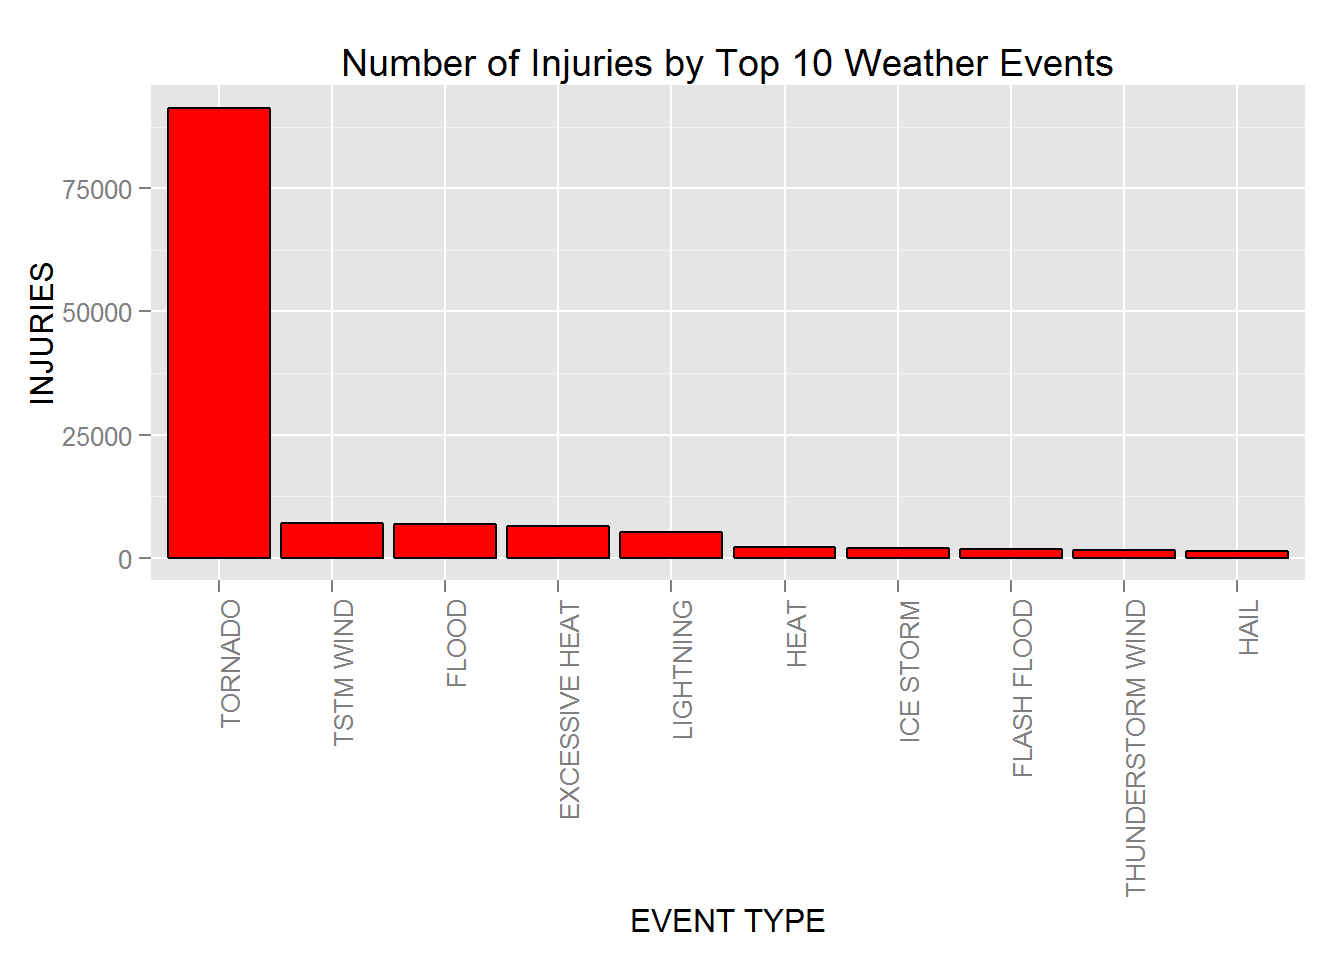 Number of Injuries by Top 10 Weather Events
INJURIES
75000
50000
25000
0
TORNADO
TSTM WIND
FLOOD
EXCESSIVE HEAT
LIGHTNING
HEAT
ICE STORM
FLASH FLOOD
THUNDERSTORM WIND
HAIL
EVENT TYPE